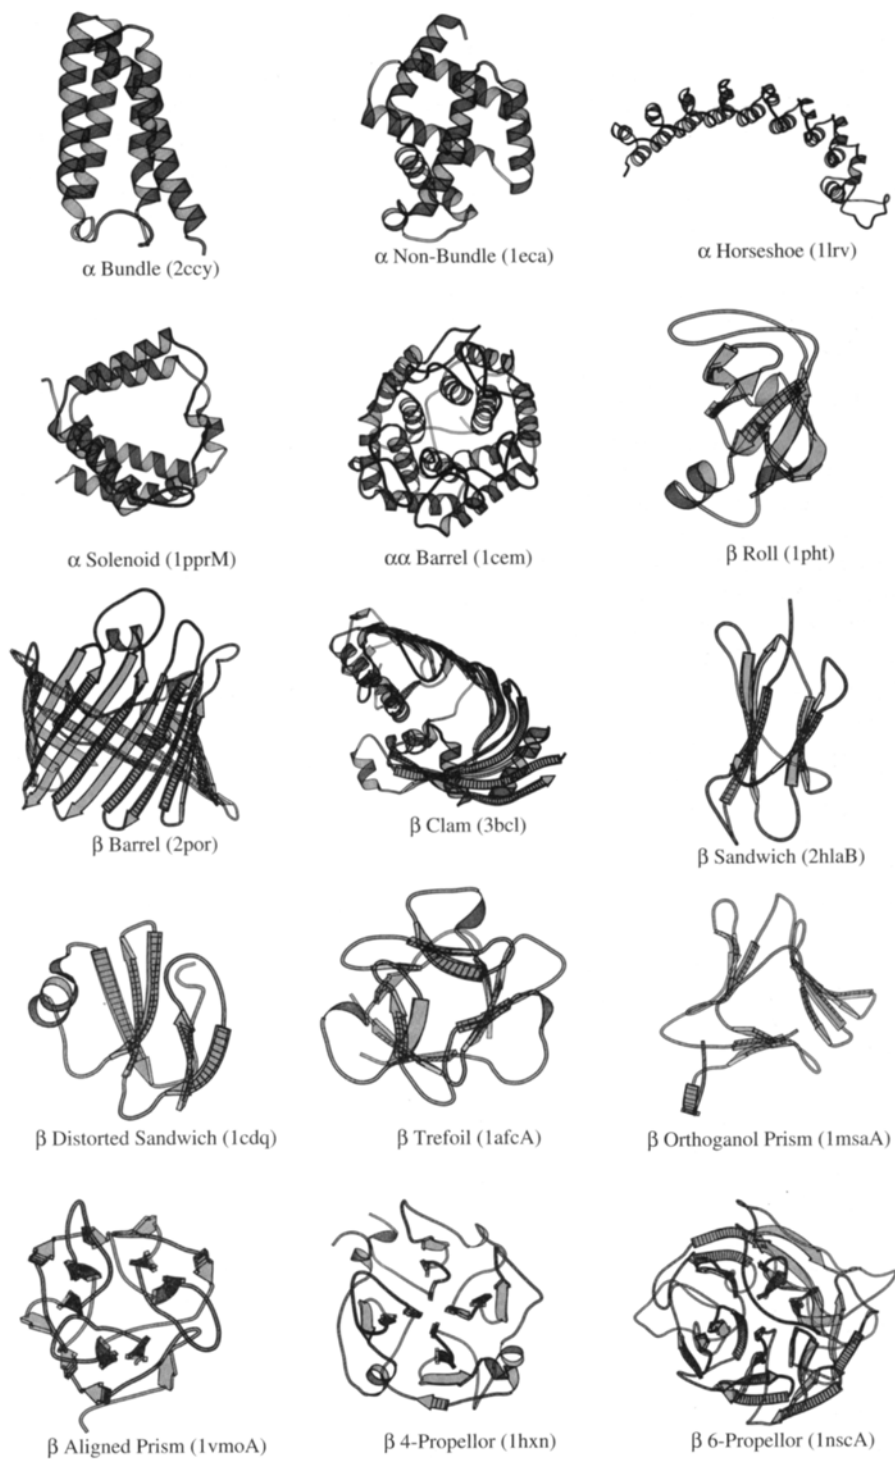 α Bundle (2ccy)
α Non-Bundle (1eca)
α Horseshoe (1lrv)
α Solenoid (1pprM)
αα Barrel (1cem)
β Roll (1pht)
β Barrel (2por)
β Clam (3bcl)
β Sandwich (2hlaB)
β Distorted Sandwich (1cdq)
β Trefoil (1afcA)
β Orthoganol Prism (1msaA)
β Aligned Prism (1vmoA)
β 4-Propellor (1hxn)
β 6-Propellor (1nscA)